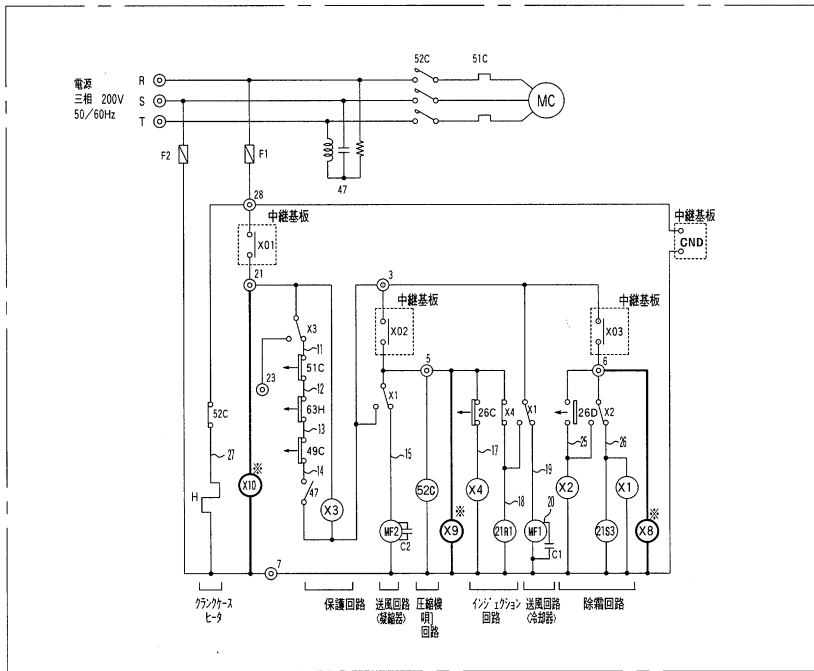 52C
51C
電源
三相 200V
50/60Hz
R
S
T
MC
F2
F1
47
28
中継基板
X01
中継基板
CND
21
3
中継基板
X02
中継基板
X03
X3
11
51C
12
63H
13
49C
14
47
23
5
6
X1
26C
X4
X1
26D
X2
52C
27
15
17
19
25
26
H
X10
※
X3
MF2
C2
52C
X9
※
X4
18
21R1
MF1
20
C1
X2
21S3
X1
X8
※
7
クランクケース
ヒータ
保護回路
送風回路
(凝縮器)
圧縮機
回路
インジェクション
回路
送風回路
(冷却器)
除霜回路